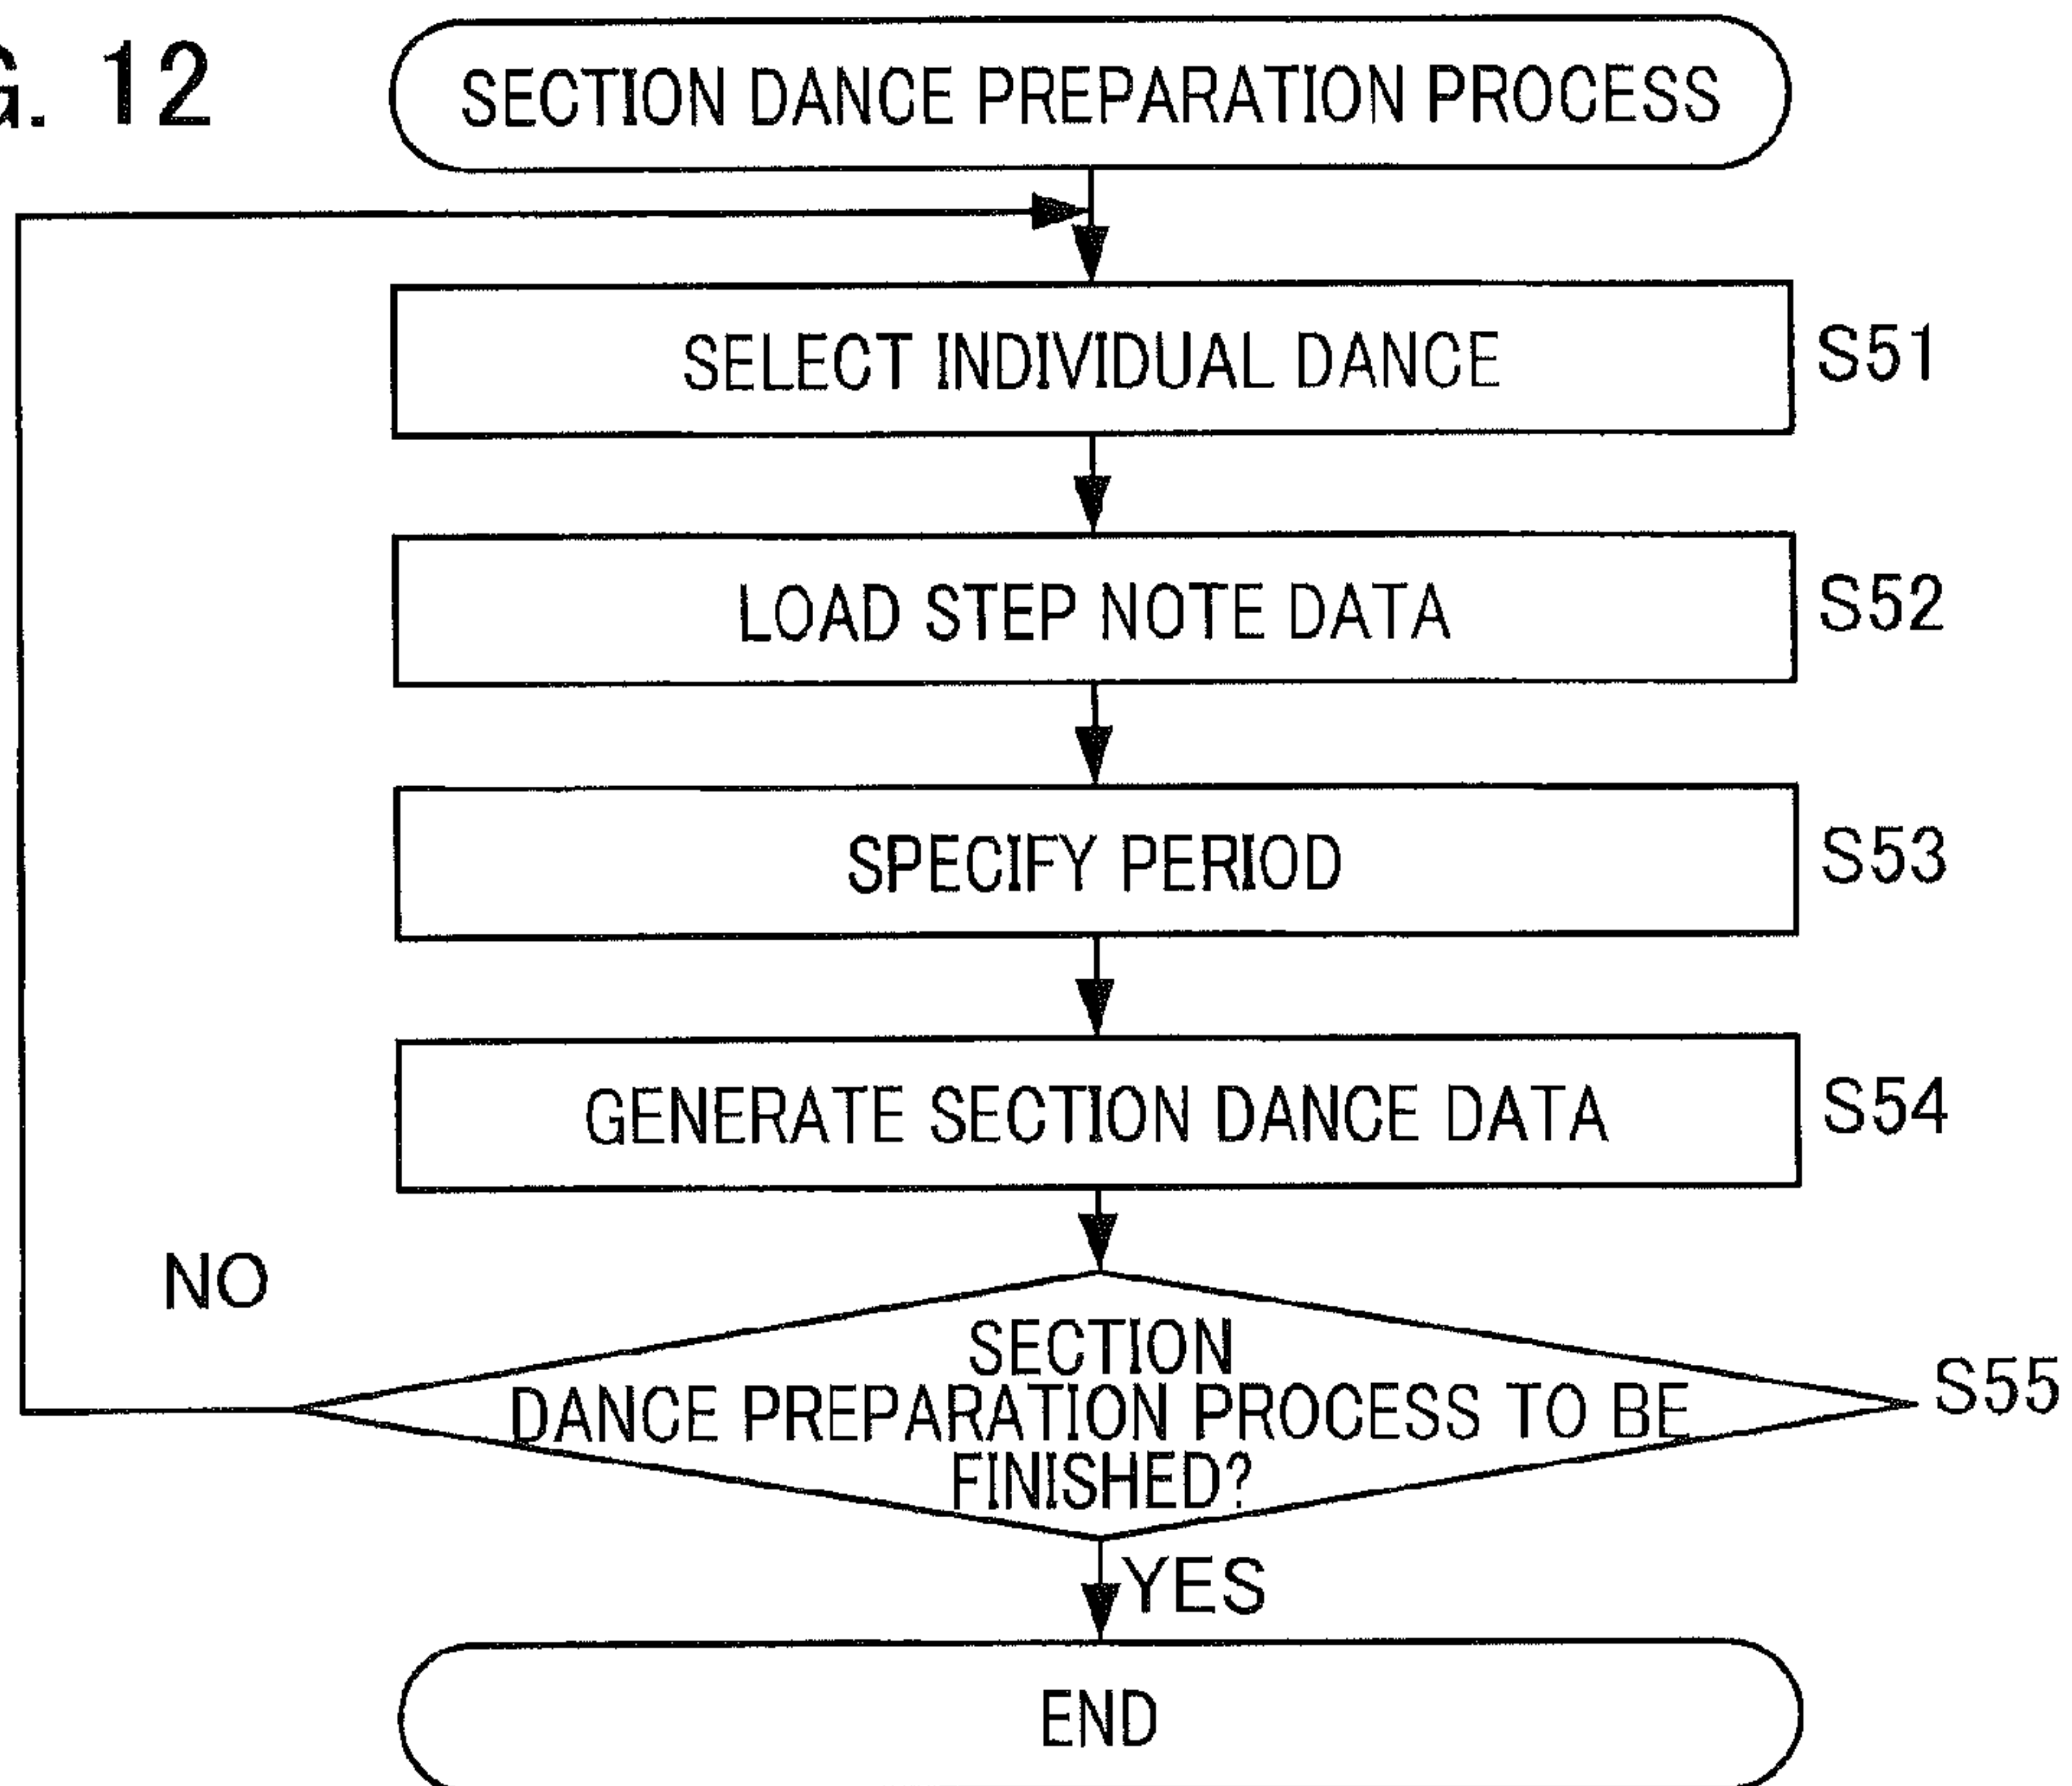 G. 12
SECTION DANCE PREPARATION PROCESS
SELECT INDIVIDUAL DANCE
S51
LOAD STEP NOTE DATA
S52
SPECIFY PERIOD
S53
GENERATE SECTION DANCE DATA
S54
NO
SECTION
DANCE PREPARATION PROCESS TO BE
FINISHED?
S55
YES
END